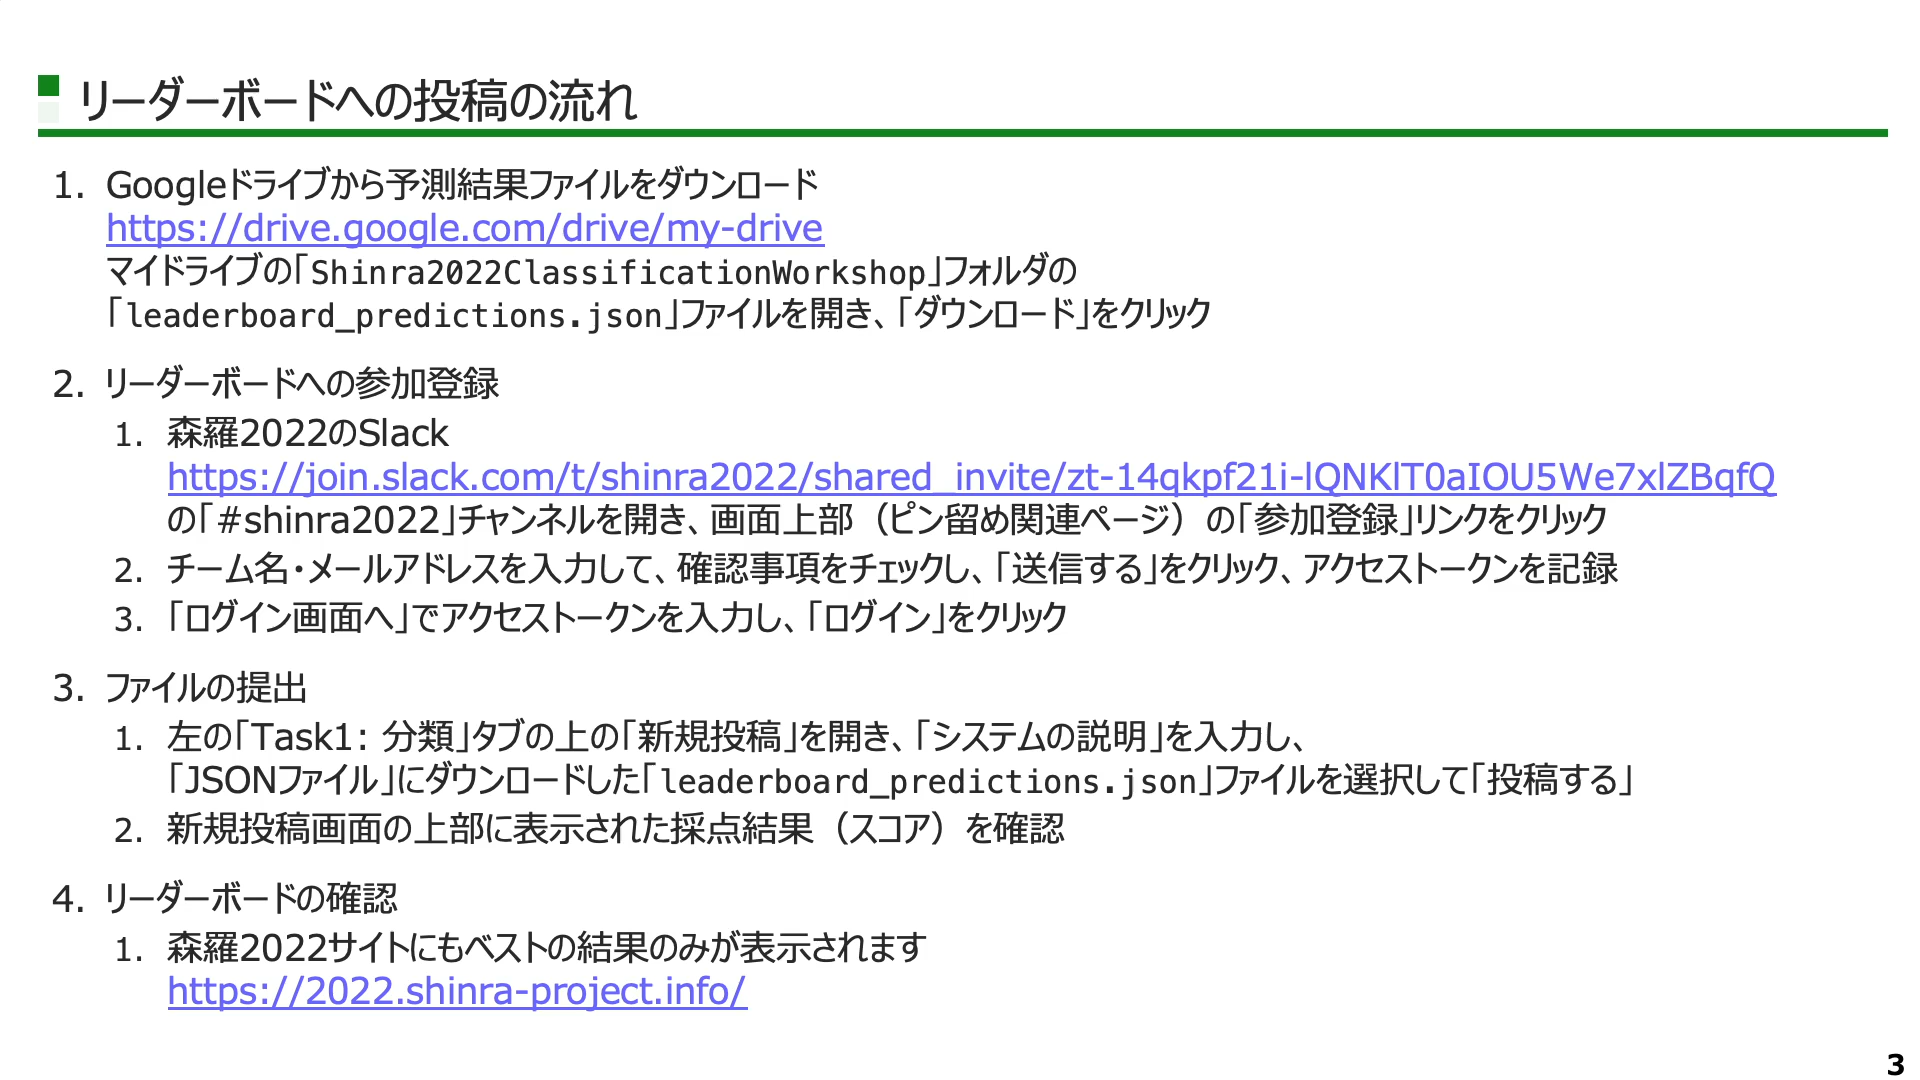 リーダーボードへの投稿の流れ
1. Googleドライブから予測結果ファイルをダウンロード
https://drive.google.com/drive/my-drive
マイドライブの「Shinra2022ClassificationWorkshop」フォルダの
「leaderboard_predictions.json」ファイルを開き、「ダウンロード」をクリック
2. リーダーボードへの参加登録
1. 森羅2022のSlack
https://join.slack.com/t/shinra2022/shared_invite/zt-14qkpf21i-lQNKlT0aIOU5We7xlZBqfQ
の「#shinra2022」チャンネルを開き、画面上部（ピン留め関連ページ）の「参加登録」リンクをクリック
2. チーム名・メールアドレスを入力して、確認事項をチェックし、「送信する」をクリック、アクセストークンを記録
3. 「ログイン画面へ」でアクセストークンを入力し、「ログイン」をクリック
3. ファイルの提出
1. 左の「Task1: 分類」タブの上の「新規投稿」を開き、「システムの説明」を入力し、
「JSONファイル」にダウンロードした「leaderboard_predictions.json」ファイルを選択して「投稿する」
2. 新規投稿画面の上部に表示された採点結果（スコア）を確認
4. リーダーボードの確認
1. 森羅2022サイトにもベストの結果のみが表示されます
https://2022.shinra-project.info/
3